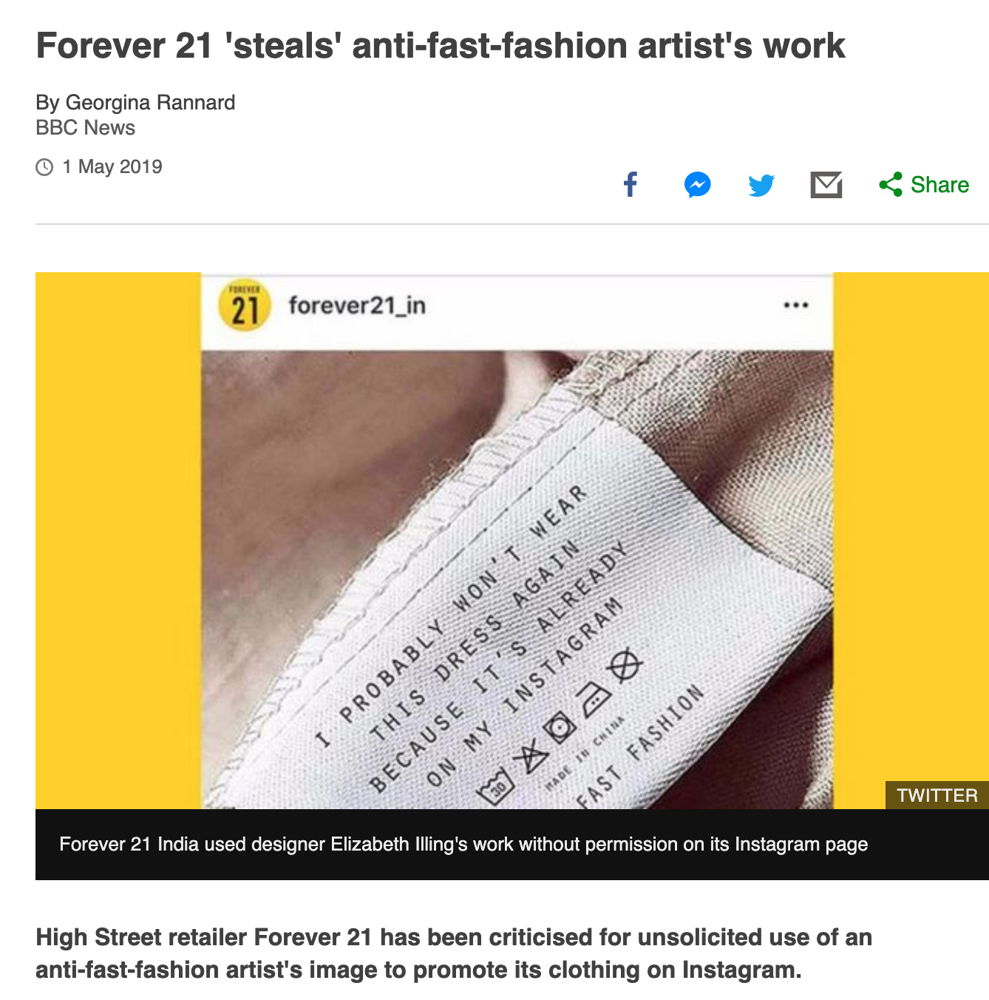 Forever 21 'steals' anti-fast-fashion artist's work
By Georgina Rannard
BBC News
1 May 2019
f
Share
FOREVER
21
forever21_in
I PROBABLY WON'T WEAR
THIS DRESS AGAIN
BECAUSE IT'S ALREADY
ON MY INSTAGRAM
30
MADE IN CHINA
FAST FASHION
TWITTER
Forever 21 India used designer Elizabeth Illing's work without permission on its Instagram page
High Street retailer Forever 21 has been criticised for unsolicited use of an
anti-fast-fashion artist's image to promote its clothing on Instagram.